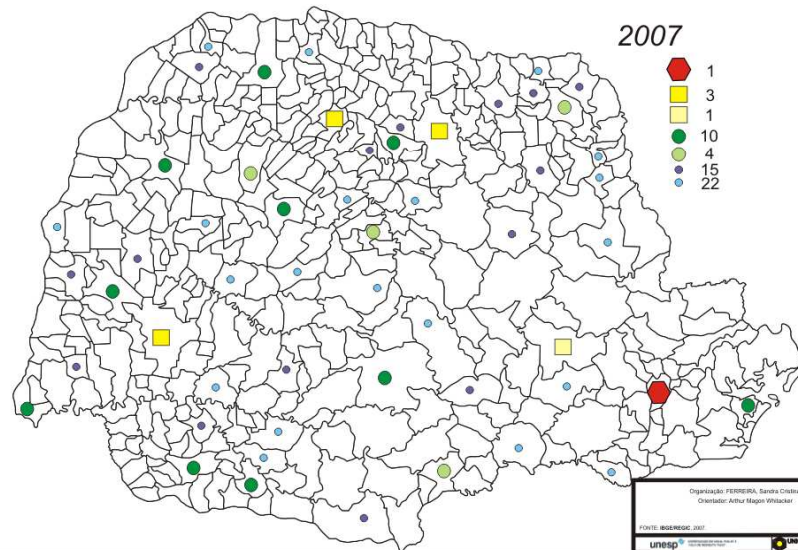 2007
1
3
1
10
4
15
22
Organização: FERREIRA, Sandra Cristin
Orientador: Arthur Magon Whitacker
FONTE: IBGE/REGIC, 2007
unesp